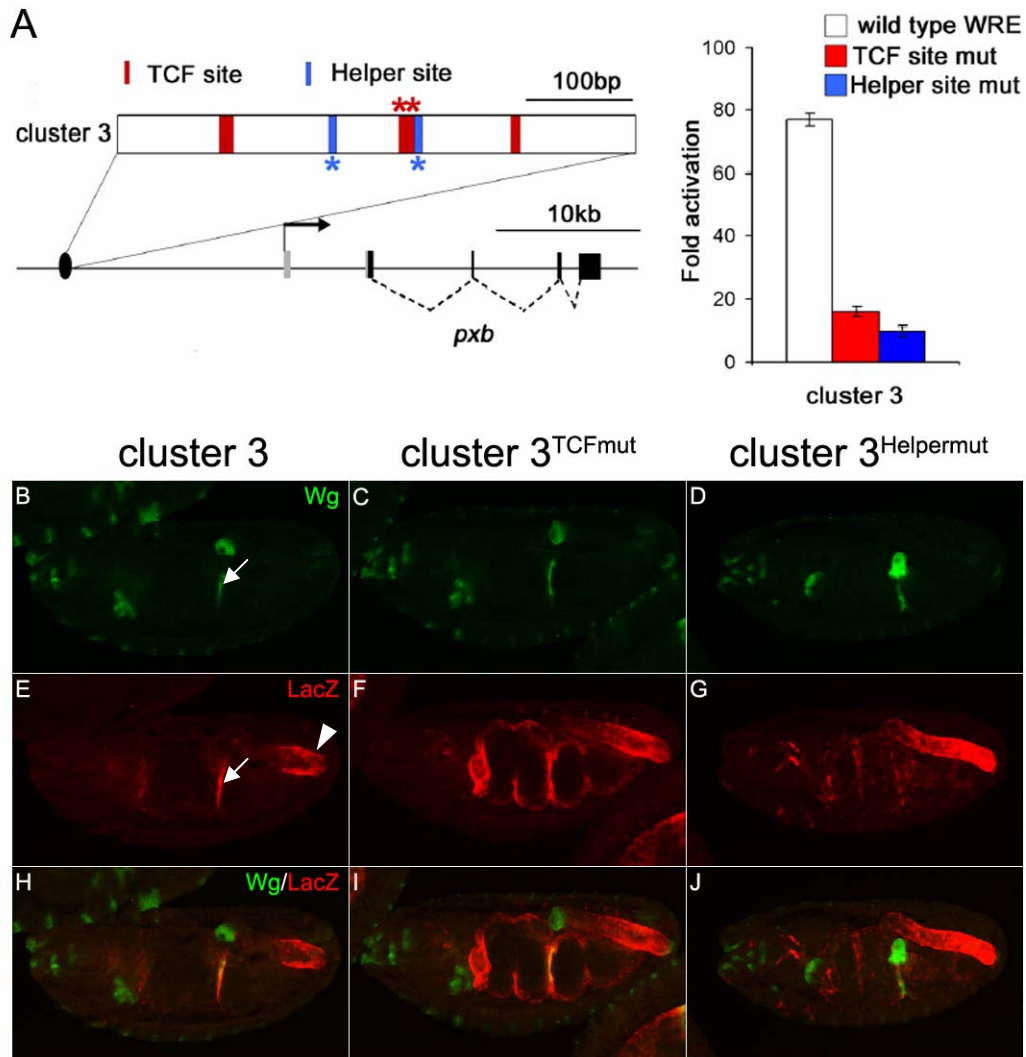 A
TCF site
Helper site
**
100bp
cluster 3
* *
10kb
pxb
wild type WRE
TCF site mut
Helper site mut
Fold activation
100
80
60
40
20
0
cluster 3
cluster 3
cluster 3TCFmut
cluster 3Helpermut
B
Wg
C
D
E
LacZ
F
G
H
Wg/LacZ
I
J